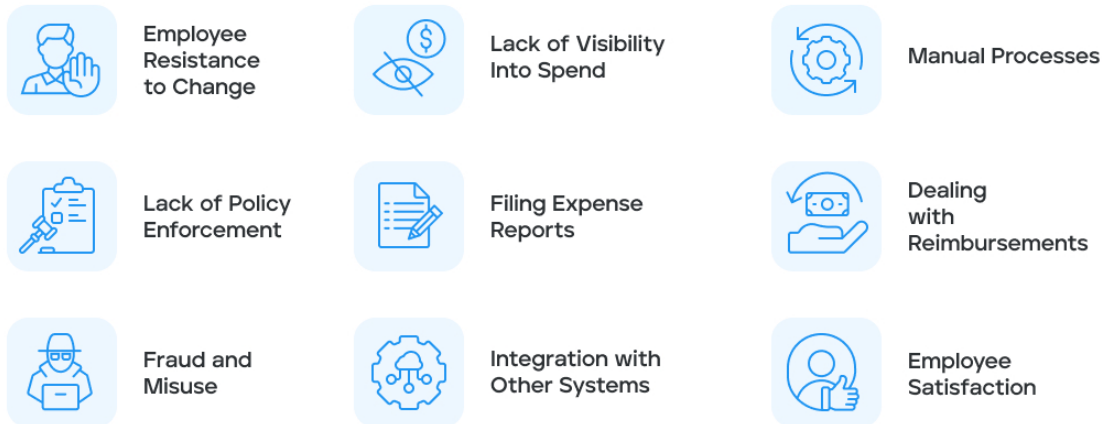 Employee
Resistance
to Change
Lack of Visibility
Into Spend
Manual Processes
Lack of Policy
Enforcement
Filing Expense
Reports
Dealing
with
Reimbursements
Fraud and
Misuse
Integration with
Other Systems
Employee
Satisfaction